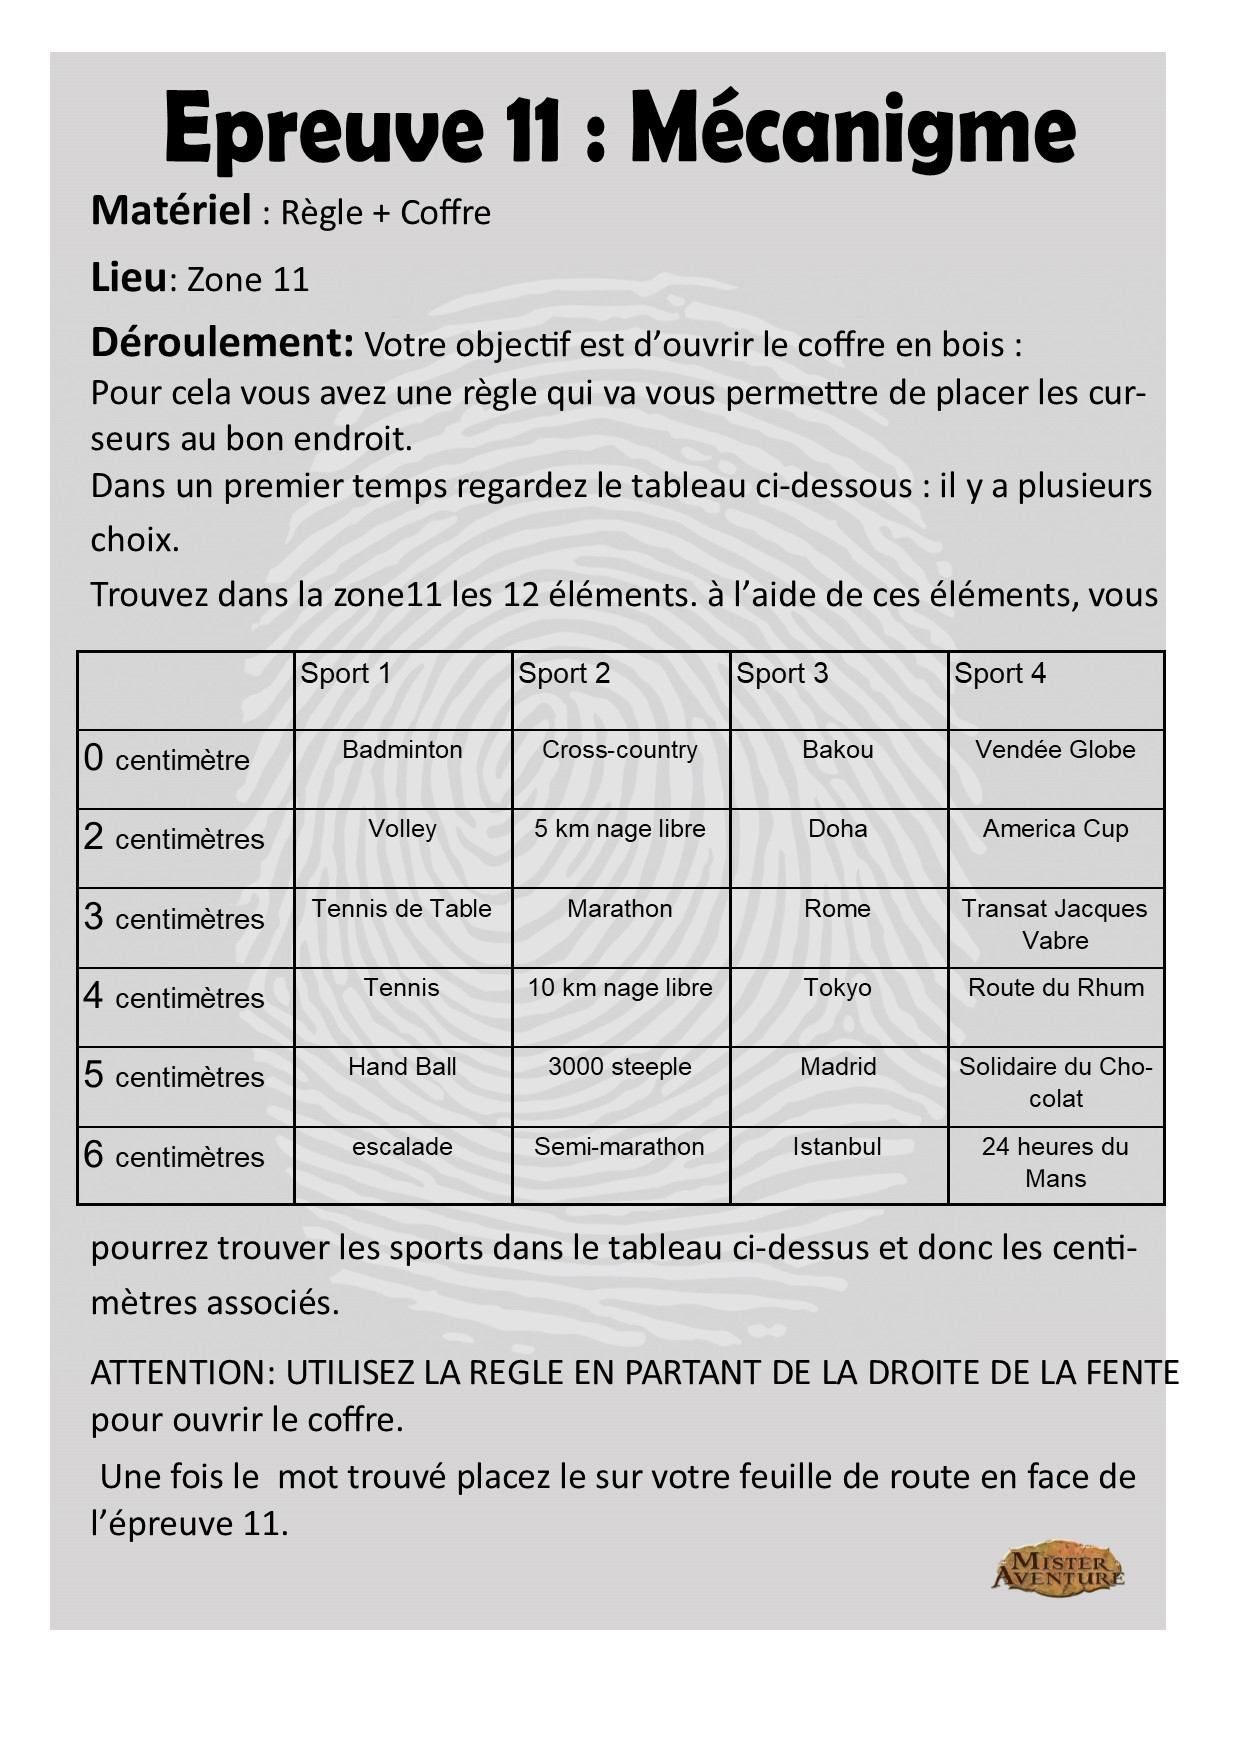 Epreuve 11 : Mécanigme
Matériel : Règle + Coffre
Lieu: Zone 11
Déroulement: Votre objectif est d’ouvrir le coffre en bois :
Pour cela vous avez une règle qui va vous permettre de placer les cur-
seurs au bon endroit.
Dans un premier temps regardez le tableau ci-dessous : il y a plusieurs
choix.
Trouvez dans la zone11 les 12 éléments. à l’aide de ces éléments, vous
Sport 1 Sport 2 Sport 3 Sport 4
0 centimètre Badminton Cross-country Bakou Vendée Globe
2 centimètres Volley 5 km nage libre Doha America Cup
3 centimètres Tennis de Table Marathon Rome Transat Jacques
Vabre
4 centimètres Tennis 10 km nage libre Tokyo Route du Rhum
5 centimètres Hand Ball 3000 steeple Madrid Solidaire du Cho-
colat
6 centimètres escalade Semi-marathon Istanbul 24 heures du
Mans
pourrez trouver les sports dans le tableau ci-dessus et donc les centi-
mètres associés.
ATTENTION: UTILISEZ LA REGLE EN PARTANT DE LA DROITE DE LA FENTE
pour ouvrir le coffre.
Une fois le mot trouvé placez le sur votre feuille de route en face de
l’épreuve 11.
MISTER
AVENTURE